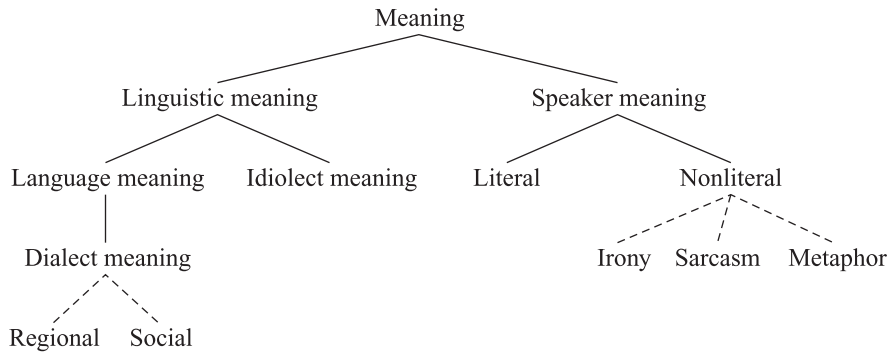 Meaning
Linguistic meaning Speaker meaning
Language meaning Idiolect meaning Literal Nonliteral
Dialect meaning Irony Sarcasm Metaphor
Regional Social